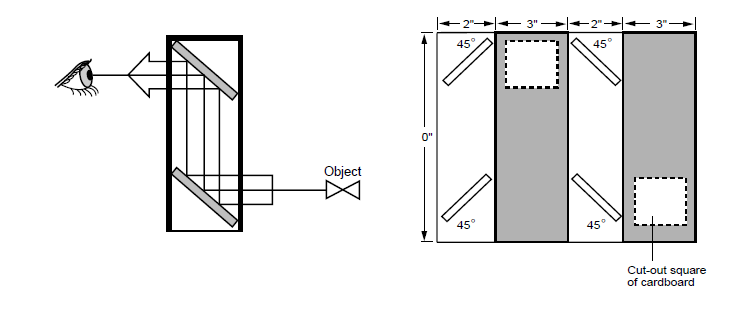 2" 3" 2" 3"
45° 45°
0"
Object
45° 45°
Cut-out square
of cardboard